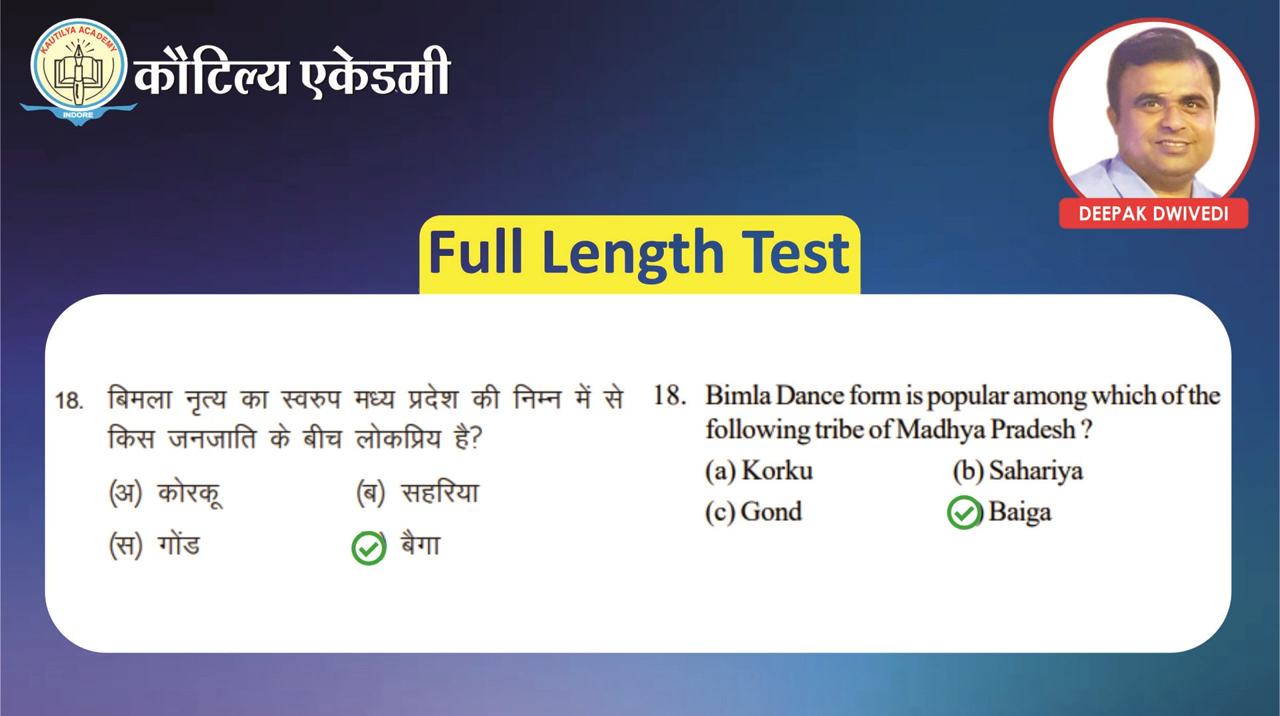 KAUTILYA ACADEMY
INDORE
कौटिल्य एकेडमी
DEEPAK DWIVEDI
Full Length Test
18. बिमला नृत्य का स्वरुप मध्य प्रदेश की निम्न में से
किस जनजाति के बीच लोकप्रिय है?
(अ) कोरकू (ब) सहरिया
(स) गोंड ) बैगा
18. Bimla Dance form is popular among which of the
following tribe of Madhya Pradesh ?
(a) Korku (b) Sahariya
(c) Gond ) Baiga